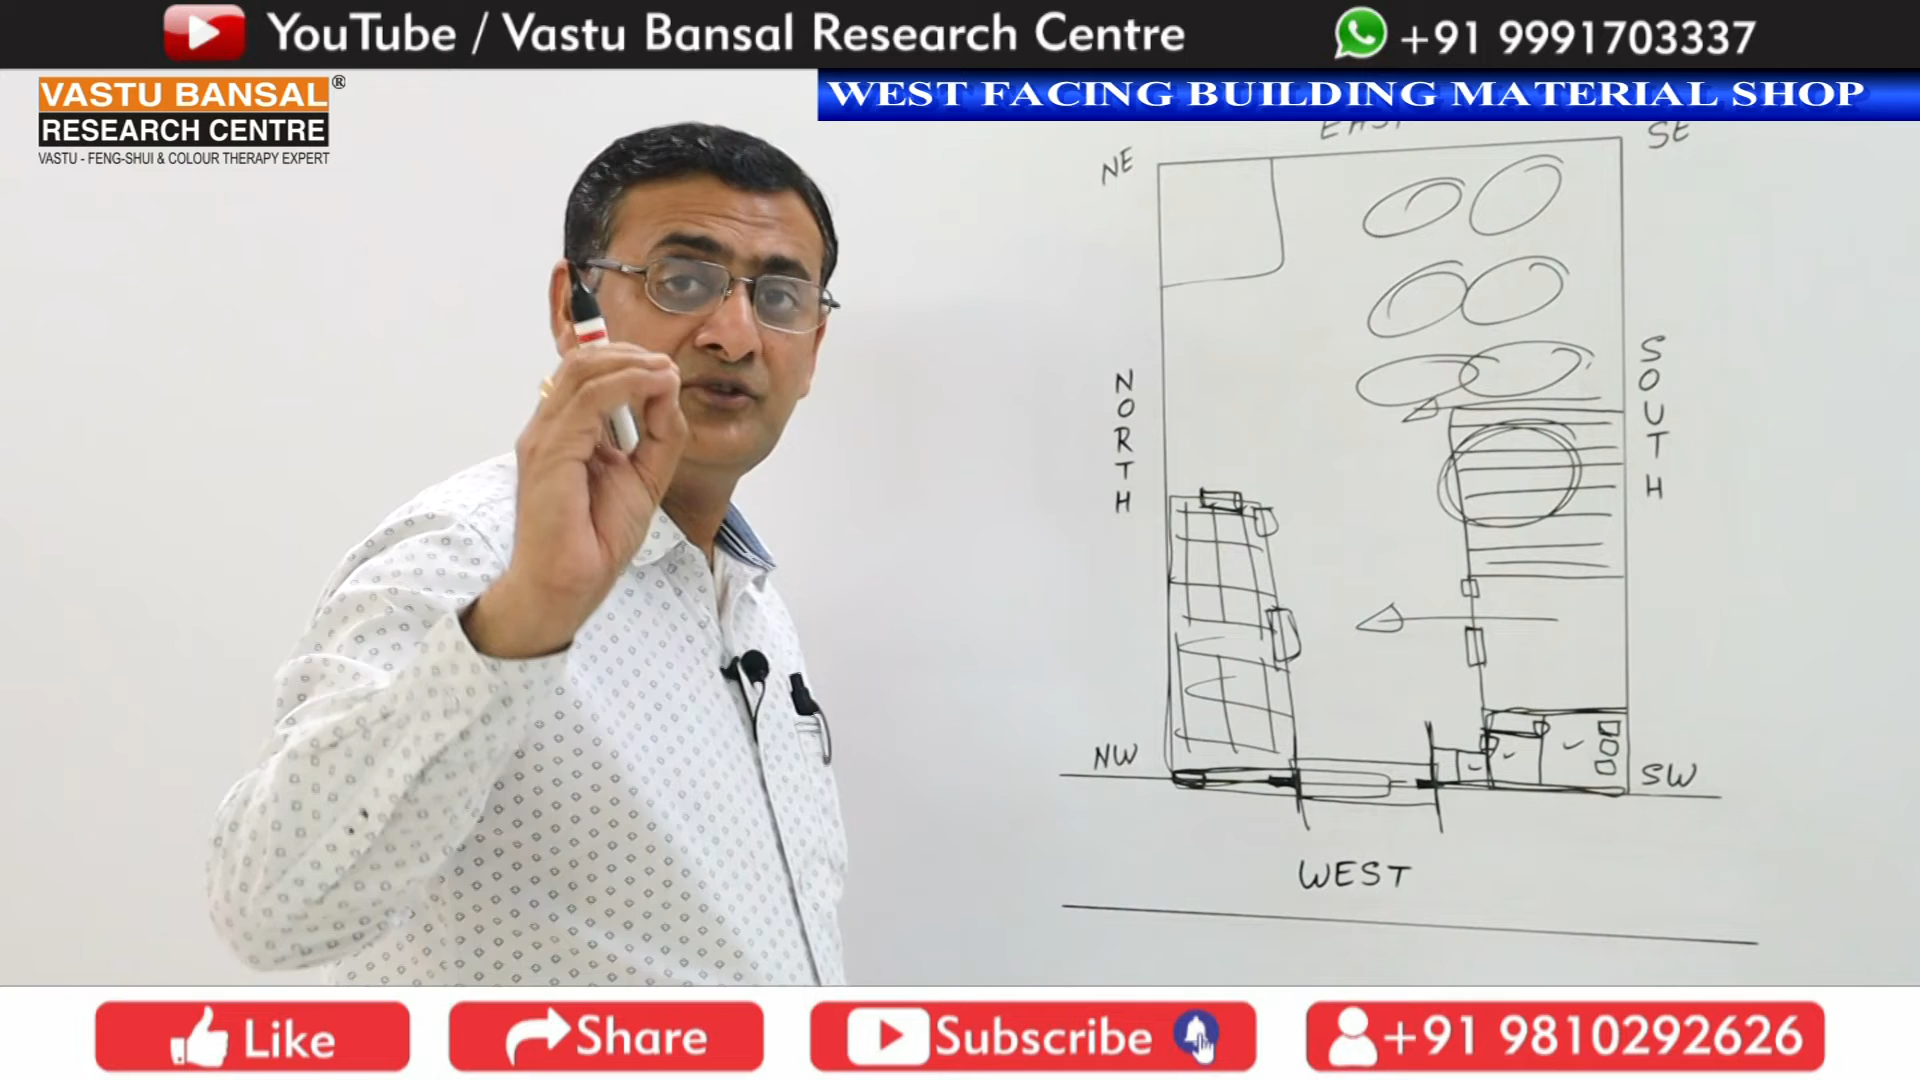 YouTube / Vastu Bansal Research Centre
+91 9991703337
VASTU BANSAL®
RESEARCH CENTRE
VASTU - FENG-SHUI & COLOUR THERAPY EXPERT
WEST FACING BUILDING MATERIAL SHOP
EAST
SE
NE
NORTH
SOUTH
NW
SW
WEST
Like
Share
Subscribe
+91 9810292626